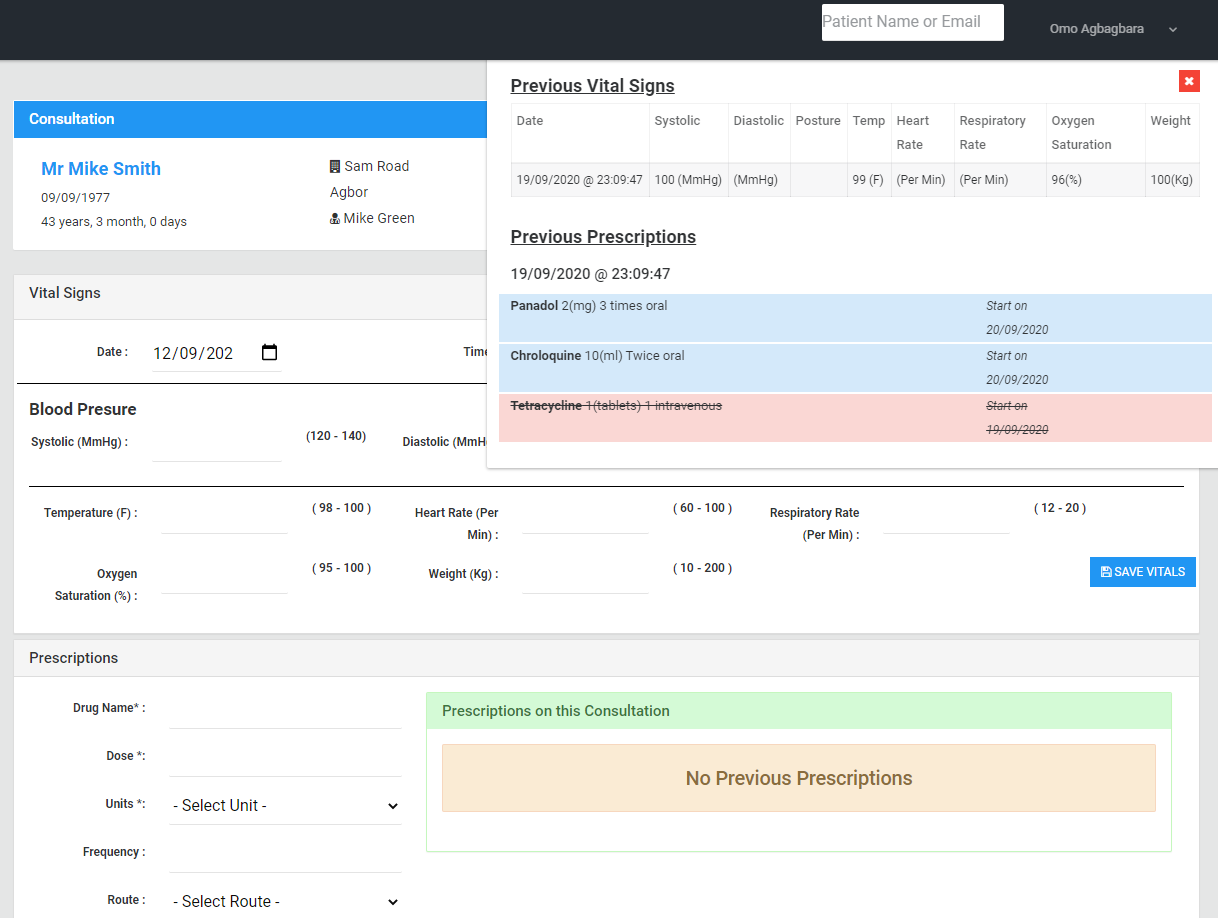 Patient Name or Email
Omo Agbagbara
Consultation
Mr Mike Smith
09/09/1977
43 years, 3 month, 0 days
Sam Road
Agbor
Mike Green
Previous Vital Signs
Date Systolic Diastolic Posture Temp Heart Rate Respiratory Rate Oxygen Saturation Weight
19/09/2020 @ 23:09:47 100 (MmHg) (MmHg) 99 (F) (Per Min) (Per Min) 96(%) 100(Kg)
Previous Prescriptions
19/09/2020 @ 23:09:47
Panadol 2(mg) 3 times oral Start on
20/09/2020
Chroloquine 10(ml) Twice oral Start on
20/09/2020
Tetracycline 1(tablets) 1 intravenous Start on
19/09/2020
Vital Signs
Date : 12/09/202 Time
Blood Presure
Systolic (MmHg) : (120 - 140) Diastolic (MmH
Temperature (F) : ( 98 - 100 ) Heart Rate (Per Min) : ( 60 - 100 ) Respiratory Rate (Per Min) : ( 12 - 20 )
Oxygen Saturation (%) : ( 95 - 100 ) Weight (Kg) : ( 10 - 200 )
SAVE VITALS
Prescriptions
Drug Name* :
Dose *:
Units *: - Select Unit -
Frequency :
Route : - Select Route -
Prescriptions on this Consultation
No Previous Prescriptions